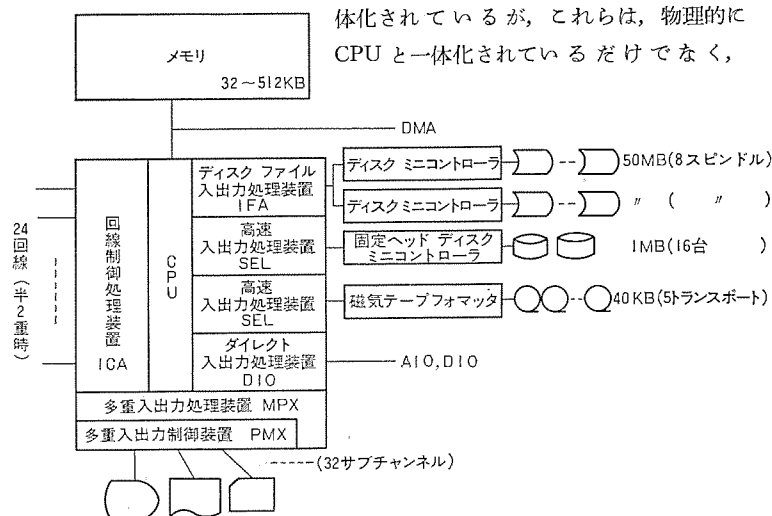 体化されているが，これらは，物理的に
CPU と一体化されているだけでなく，
メモリ
32～512KB
DMA
24回線（半2重時）
回線制御処理装置
ICA
CPU
ディスク ファイル
入出力処理装置
IFA
高速
入出力処理装置
SEL
高速
入出力処理装置
SEL
ダイレクト
入出力処理装置
DIO
ディスク ミニコントローラ
50MB(8スピンドル)
ディスクミニコントローラ
〃 ( 〃 )
固定ヘッド ディスク
ミニコントローラ
1MB(16台 )
磁気テープフォマッタ
40KB(5トランスポート)
AIO,DIO
多重入出力処理装置 MPX
多重入出力制御装置 PMX
(32サブチャンネル)